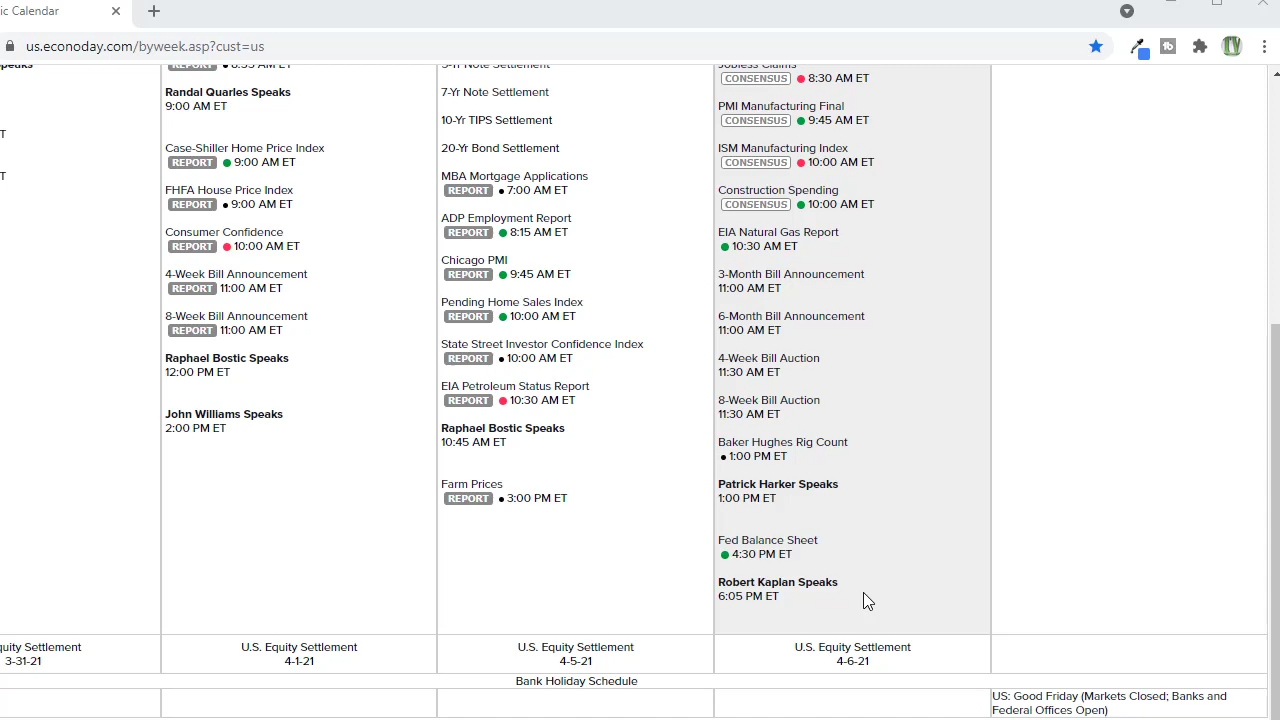 ic Calendar
us.econoday.com/byweek.asp?cust=us
peaks
T
T
REPORT 8:55 AM ET
Randal Quarles Speaks
9:00 AM ET
Case-Shiller Home Price Index
REPORT 9:00 AM ET
FHFA House Price Index
REPORT 9:00 AM ET
Consumer Confidence
REPORT 10:00 AM ET
4-Week Bill Announcement
REPORT 11:00 AM ET
8-Week Bill Announcement
REPORT 11:00 AM ET
Raphael Bostic Speaks
12:00 PM ET
John Williams Speaks
2:00 PM ET
Note Settlement
7-Yr Note Settlement
10-Yr TIPS Settlement
20-Yr Bond Settlement
MBA Mortgage Applications
REPORT 7:00 AM ET
ADP Employment Report
REPORT 8:15 AM ET
Chicago PMI
REPORT 9:45 AM ET
Pending Home Sales Index
REPORT 10:00 AM ET
State Street Investor Confidence Index
REPORT 10:00 AM ET
EIA Petroleum Status Report
REPORT 10:30 AM ET
Raphael Bostic Speaks
10:45 AM ET
Farm Prices
REPORT 3:00 PM ET
Jobless Claims
CONSENSUS 8:30 AM ET
PMI Manufacturing Final
CONSENSUS 9:45 AM ET
ISM Manufacturing Index
CONSENSUS 10:00 AM ET
Construction Spending
CONSENSUS 10:00 AM ET
EIA Natural Gas Report
10:30 AM ET
3-Month Bill Announcement
11:00 AM ET
6-Month Bill Announcement
11:00 AM ET
4-Week Bill Auction
11:30 AM ET
8-Week Bill Auction
11:30 AM ET
Baker Hughes Rig Count
1:00 PM ET
Patrick Harker Speaks
1:00 PM ET
Fed Balance Sheet
4:30 PM ET
Robert Kaplan Speaks
6:05 PM ET
quity Settlement
3-31-21
U.S. Equity Settlement
4-1-21
U.S. Equity Settlement
4-5-21
U.S. Equity Settlement
4-6-21
Bank Holiday Schedule
US: Good Friday (Markets Closed; Banks and
Federal Offices Open)